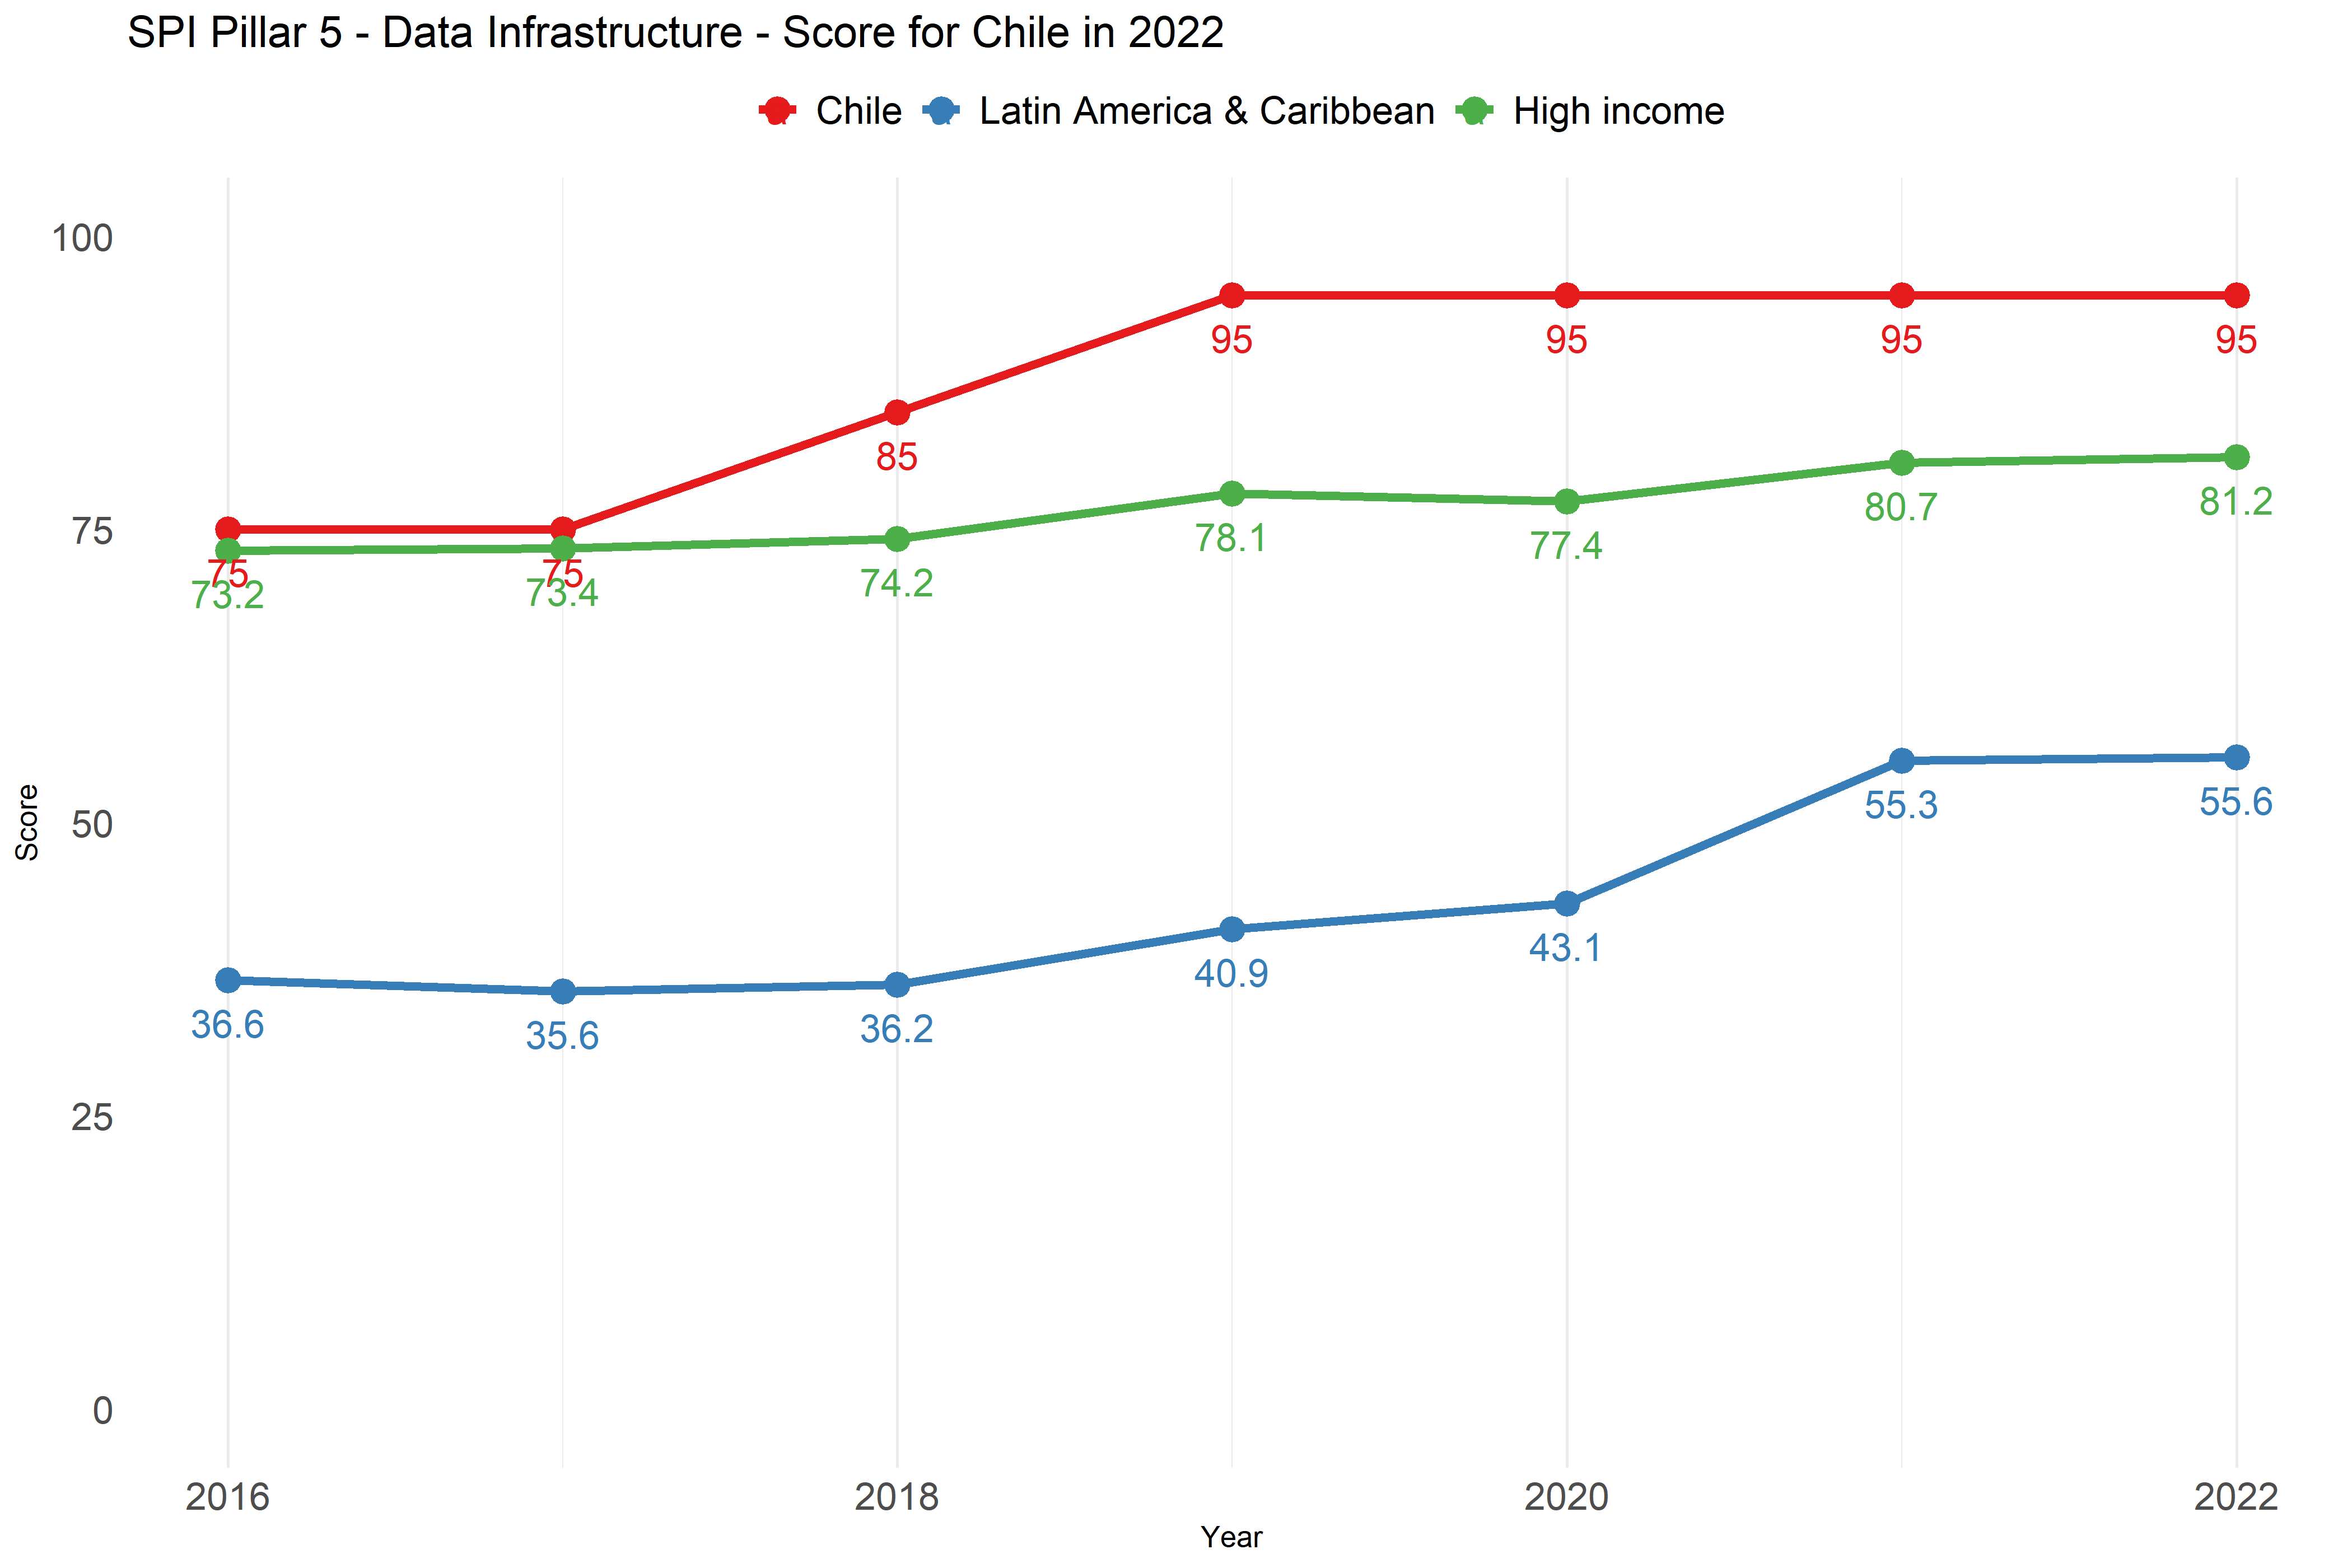 SPI Pillar 5 - Data Infrastructure - Score for Chile in 2022
Chile Latin America & Caribbean High income
100
75
50
25
0
Score
95 95 95 95
85
75 75
73.2 73.4 74.2 78.1 77.4 80.7 81.2
36.6 35.6 36.2 40.9 43.1 55.3 55.6
2016 2018 2020 2022
Year